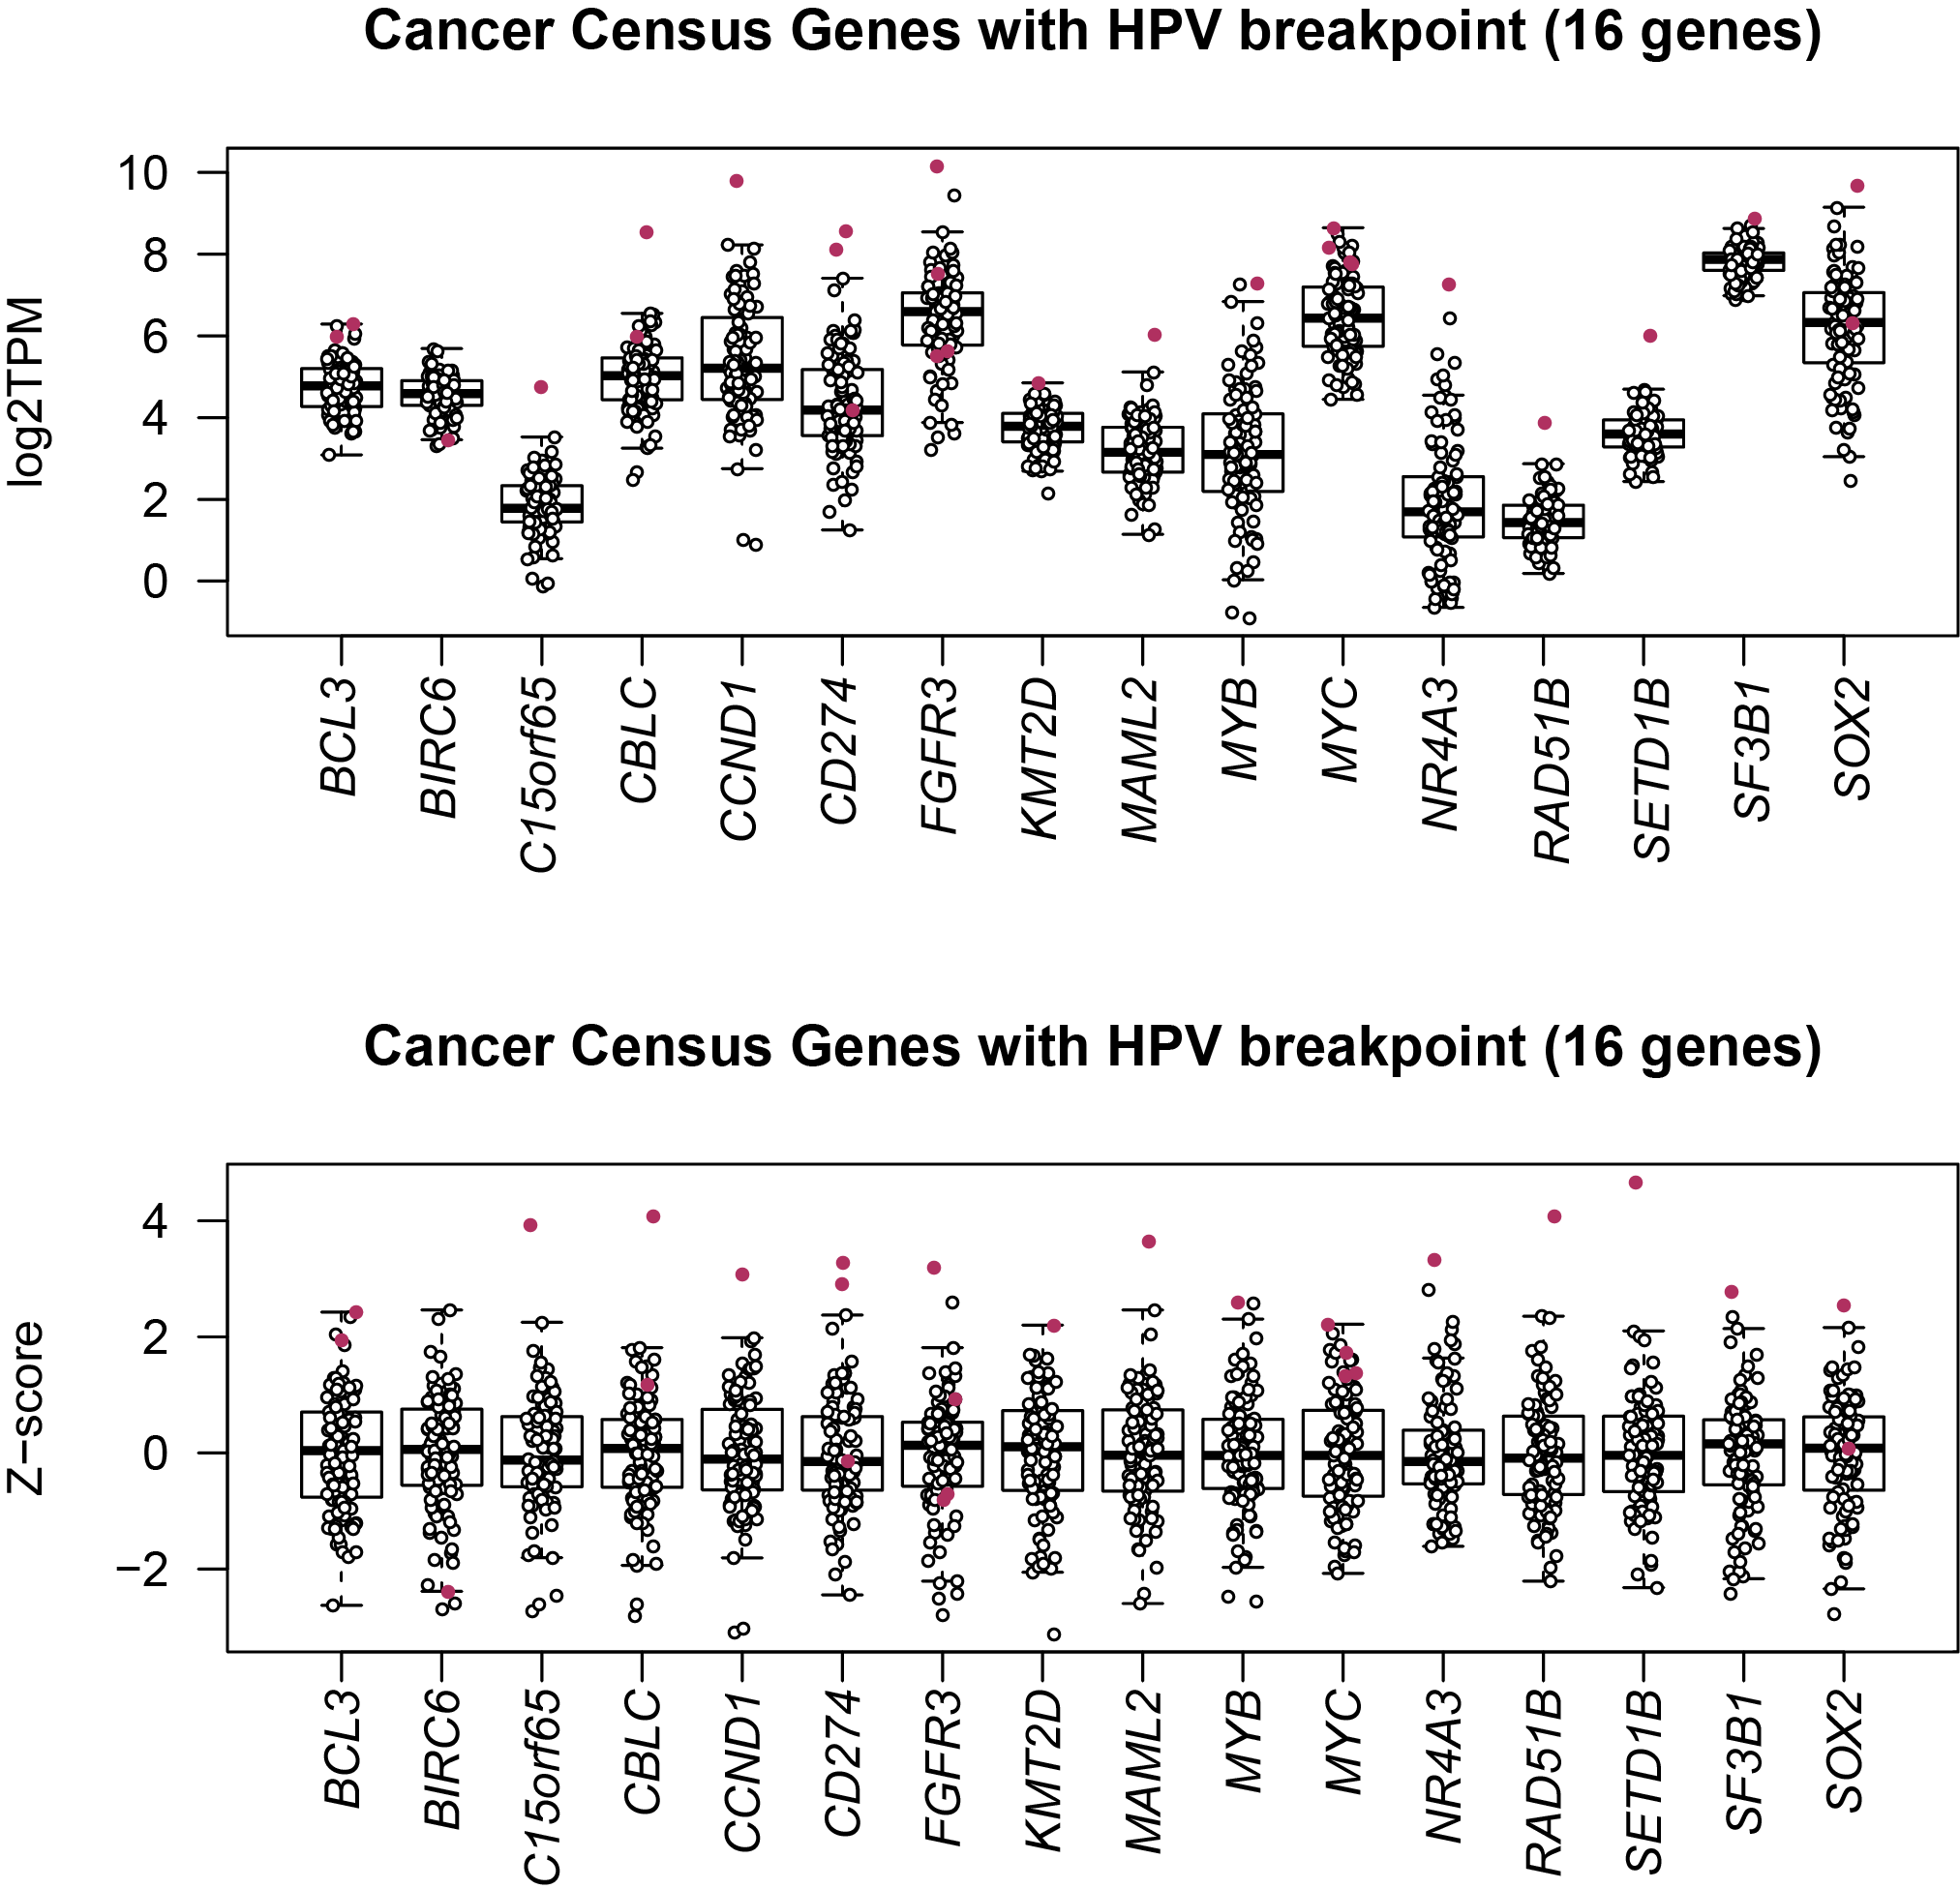 Cancer Census Genes with HPV breakpoint (16 genes)
log2TPM
10
8
6
4
2
0
BCL3
BIRC6
C15orf65
CBLC
CCND1
CD274
FGFR3
KMT2D
MAML2
MYB
MYC
NR4A3
RAD51B
SETD1B
SF3B1
SOX2
Cancer Census Genes with HPV breakpoint (16 genes)
Z−score
4
2
0
−2
BCL3
BIRC6
C15orf65
CBLC
CCND1
CD274
FGFR3
KMT2D
MAML2
MYB
MYC
NR4A3
RAD51B
SETD1B
SF3B1
SOX2